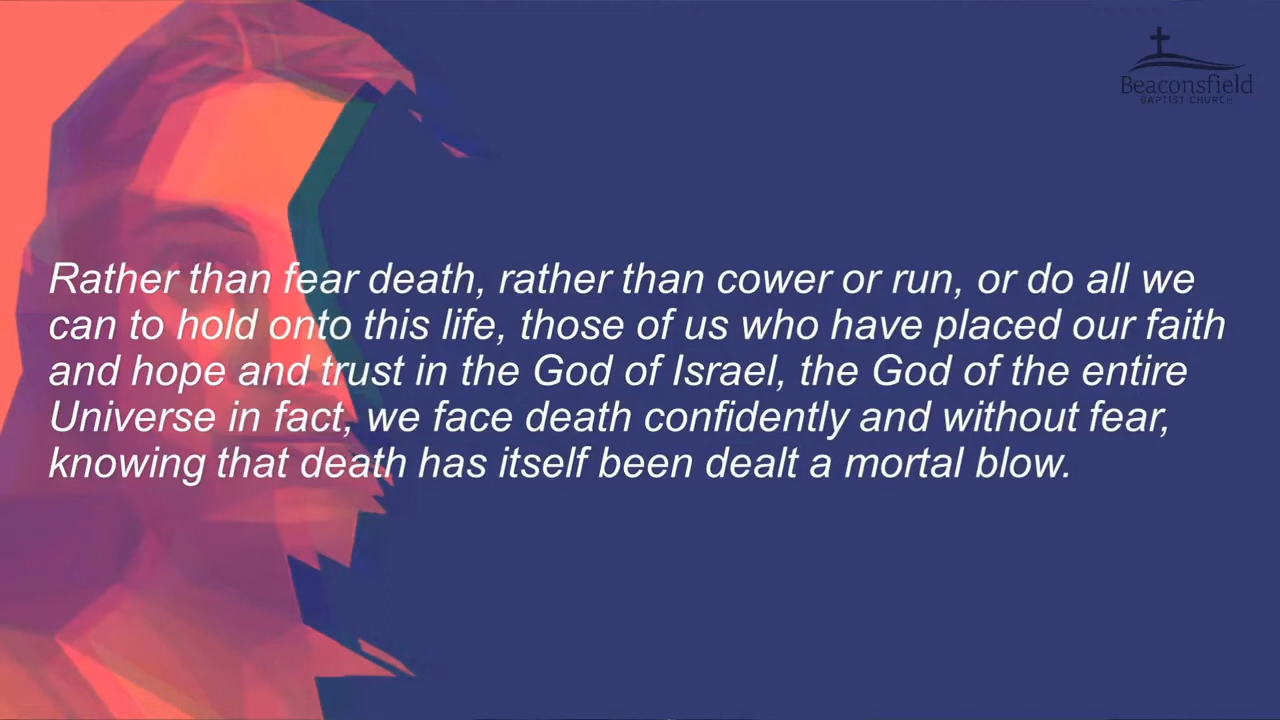 Beaconsfield
BAPTIST CHURCH
Rather than fear death, rather than cower or run, or do all we
can to hold onto this life, those of us who have placed our faith
and hope and trust in the God of Israel, the God of the entire
Universe in fact, we face death confidently and without fear,
knowing that death has itself been dealt a mortal blow.